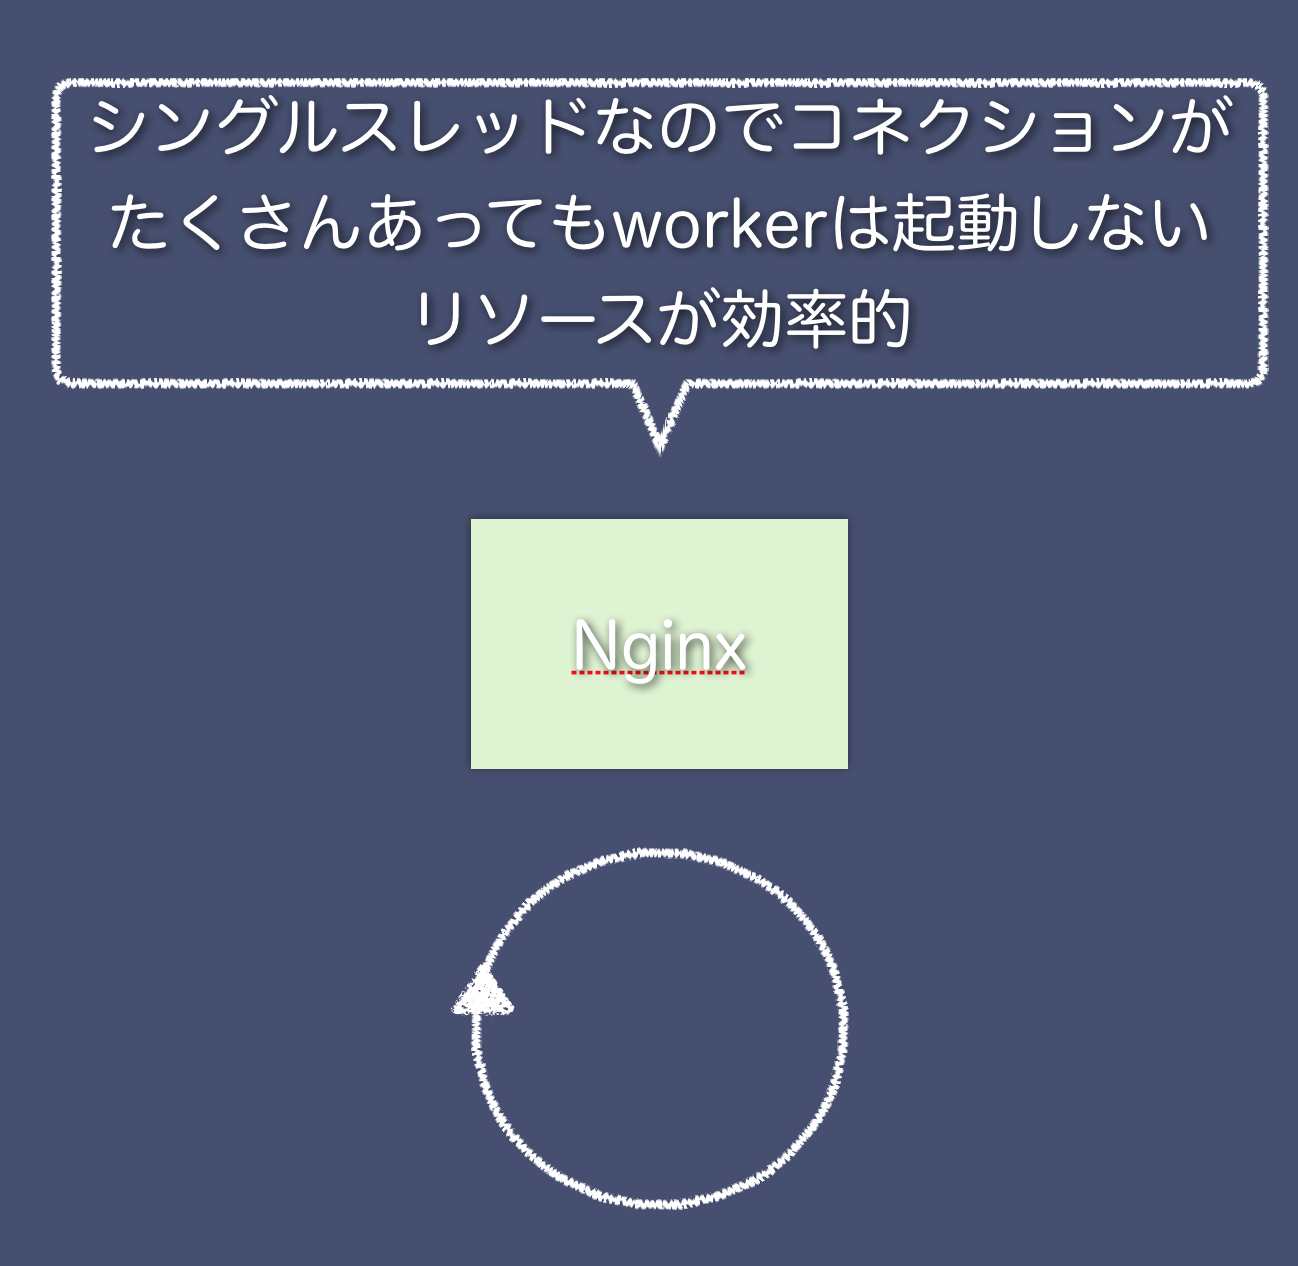 シングルスレッドなのでコネクションが
たくさんあってもworkerは起動しない
リソースが効率的
Nginx